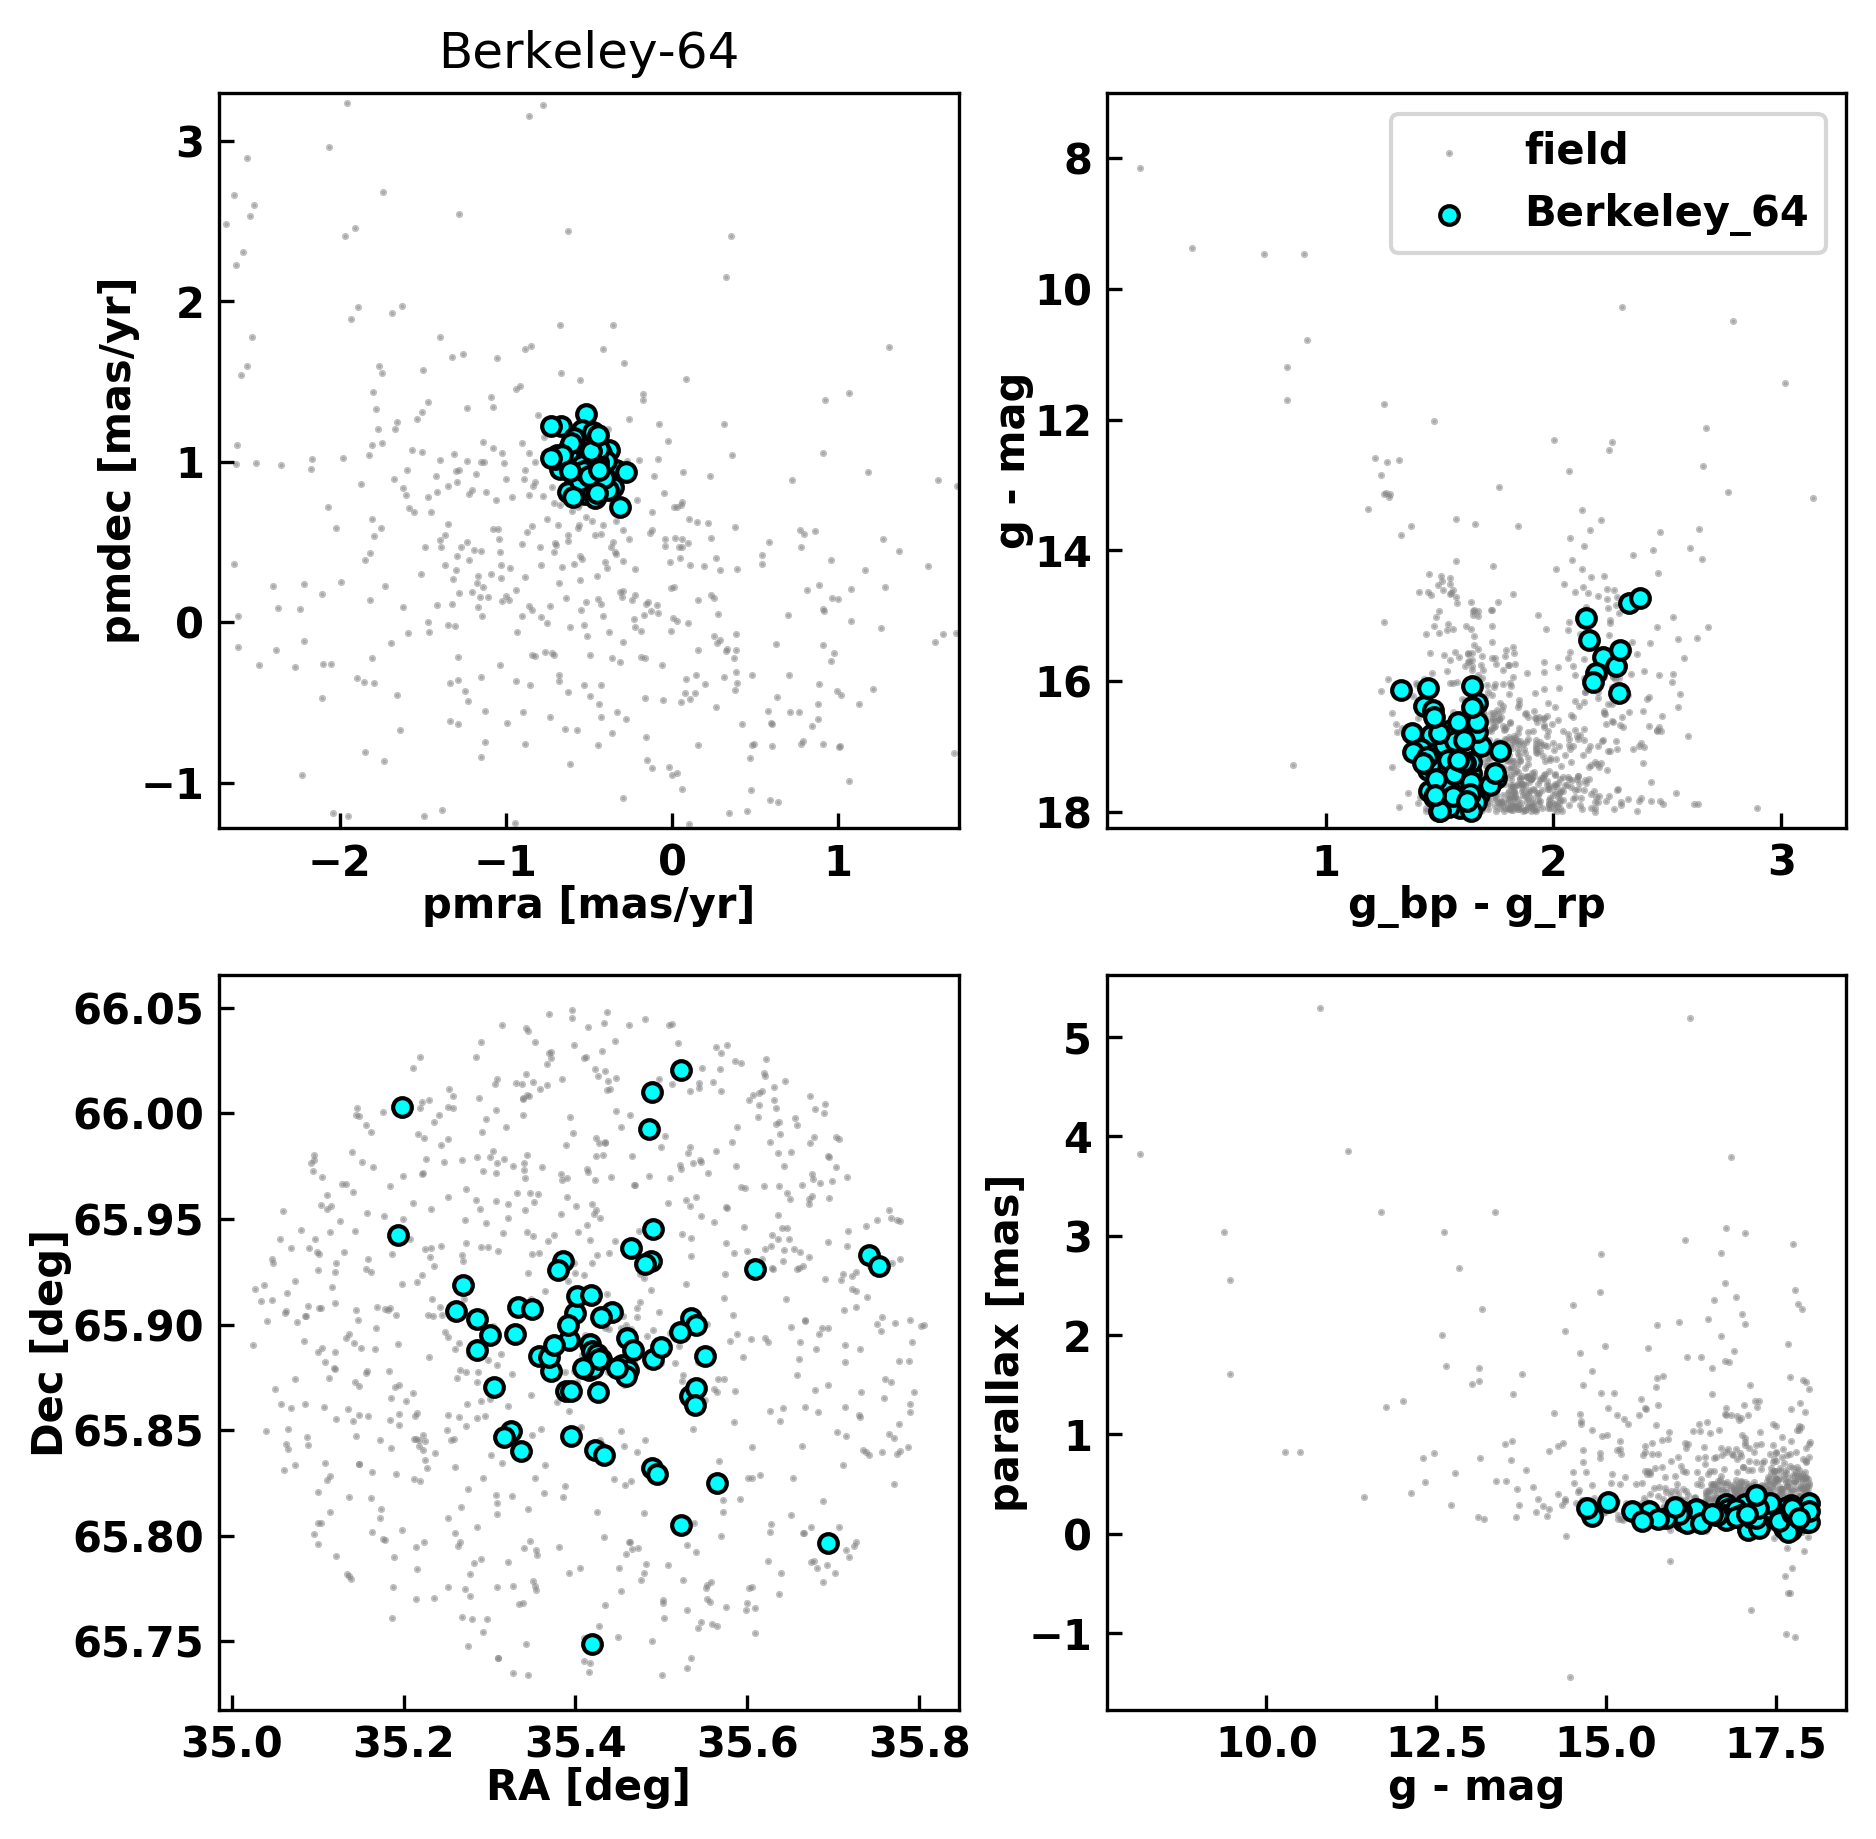 Berkeley-64
3
2
1
0
−1
pmdec [mas/yr]
−2 −1 0 1
pmra [mas/yr]
field
Berkeley_64
8
10
12
14
16
18
g - mag
1 2 3
g_bp - g_rp
66.05
66.00
65.95
65.90
65.85
65.80
65.75
Dec [deg]
35.0 35.2 35.4 35.6 35.8
RA [deg]
5
4
3
2
1
0
−1
parallax [mas]
10.0 12.5 15.0 17.5
g - mag